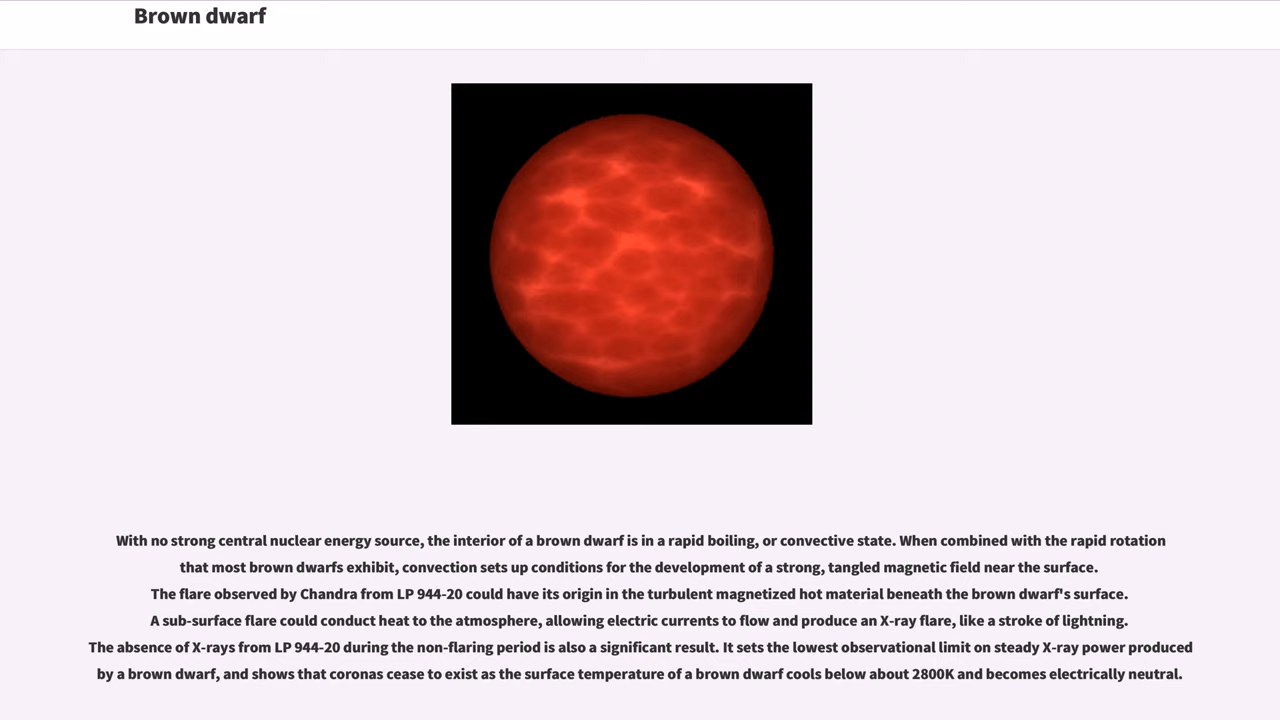 Brown dwarf
With no strong central nuclear energy source, the interior of a brown dwarf is in a rapid boiling, or convective state. When combined with the rapid rotation
that most brown dwarfs exhibit, convection sets up conditions for the development of a strong, tangled magnetic field near the surface.
The flare observed by Chandra from LP 944-20 could have its origin in the turbulent magnetized hot material beneath the brown dwarf's surface.
A sub-surface flare could conduct heat to the atmosphere, allowing electric currents to flow and produce an X-ray flare, like a stroke of lightning.
The absence of X-rays from LP 944-20 during the non-flaring period is also a significant result. It sets the lowest observational limit on steady X-ray power produced
by a brown dwarf, and shows that coronas cease to exist as the surface temperature of a brown dwarf cools below about 2800K and becomes electrically neutral.